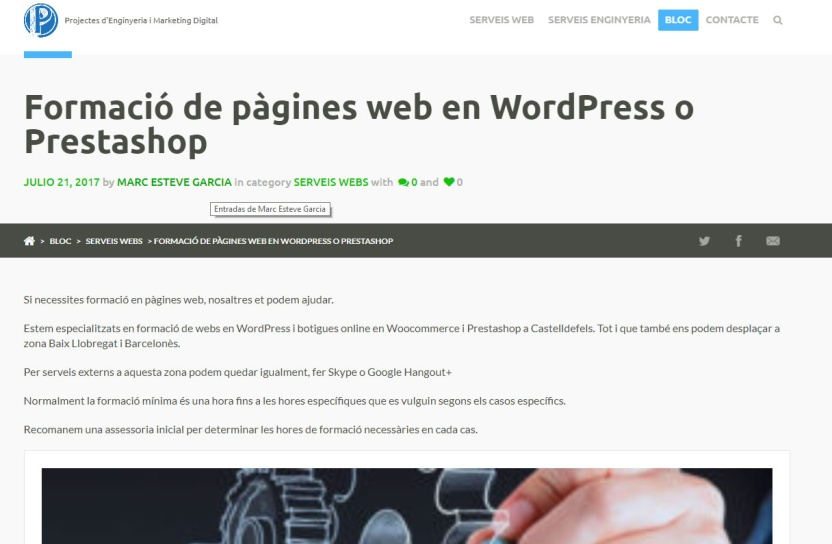 Projectes d'Enginyeria i Marketing Digital
SERVEIS WEB SERVEIS ENGINYERIA BLOC CONTACTE
Formació de pàgines web en WordPress o
Prestashop
JULIO 21, 2017 by MARC ESTEVE GARCIA in category SERVEIS WEBS with 0 and 0
Entradas de Marc Esteve Garcia
> BLOC > SERVEIS WEBS > FORMACIÓ DE PÀGINES WEB EN WORDPRESS O PRESTASHOP
Si necessites formació en pàgines web, nosaltres et podem ajudar.
Estem especialitzats en formació de webs en WordPress i botigues online en Woocommerce i Prestashop a Castelldefels. Tot i que també ens podem desplaçar a
zona Baix Llobregat i Barcelonès.
Per serveis externs a aquesta zona podem quedar igualment, fer Skype o Google Hangout+
Normalment la formació mínima és una hora fins a les hores específiques que es vulguin segons els casos específics.
Recomanem una assessoria inicial per determinar les hores de formació necessàries en cada cas.